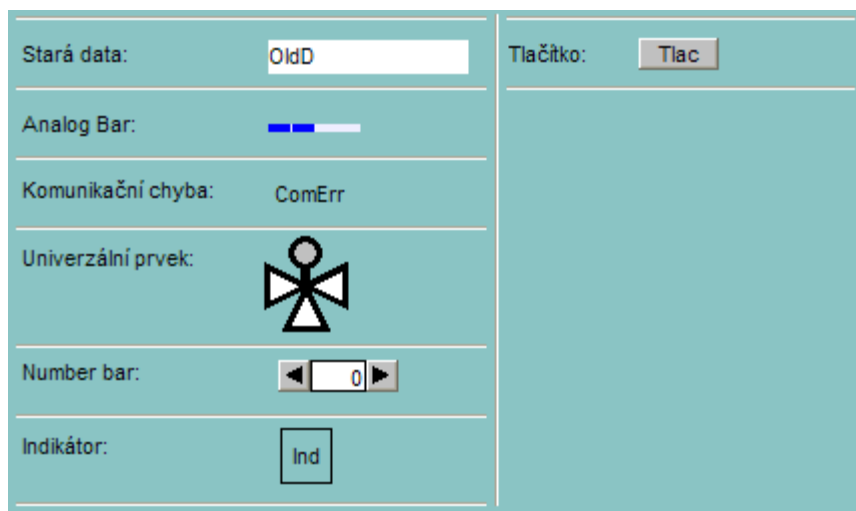 Stará data: OldD
Analog Bar:
Komunikační chyba: ComErr
Univerzální prvek:
Number bar: 0
Indikátor: Ind
Tlačítko: Tlac